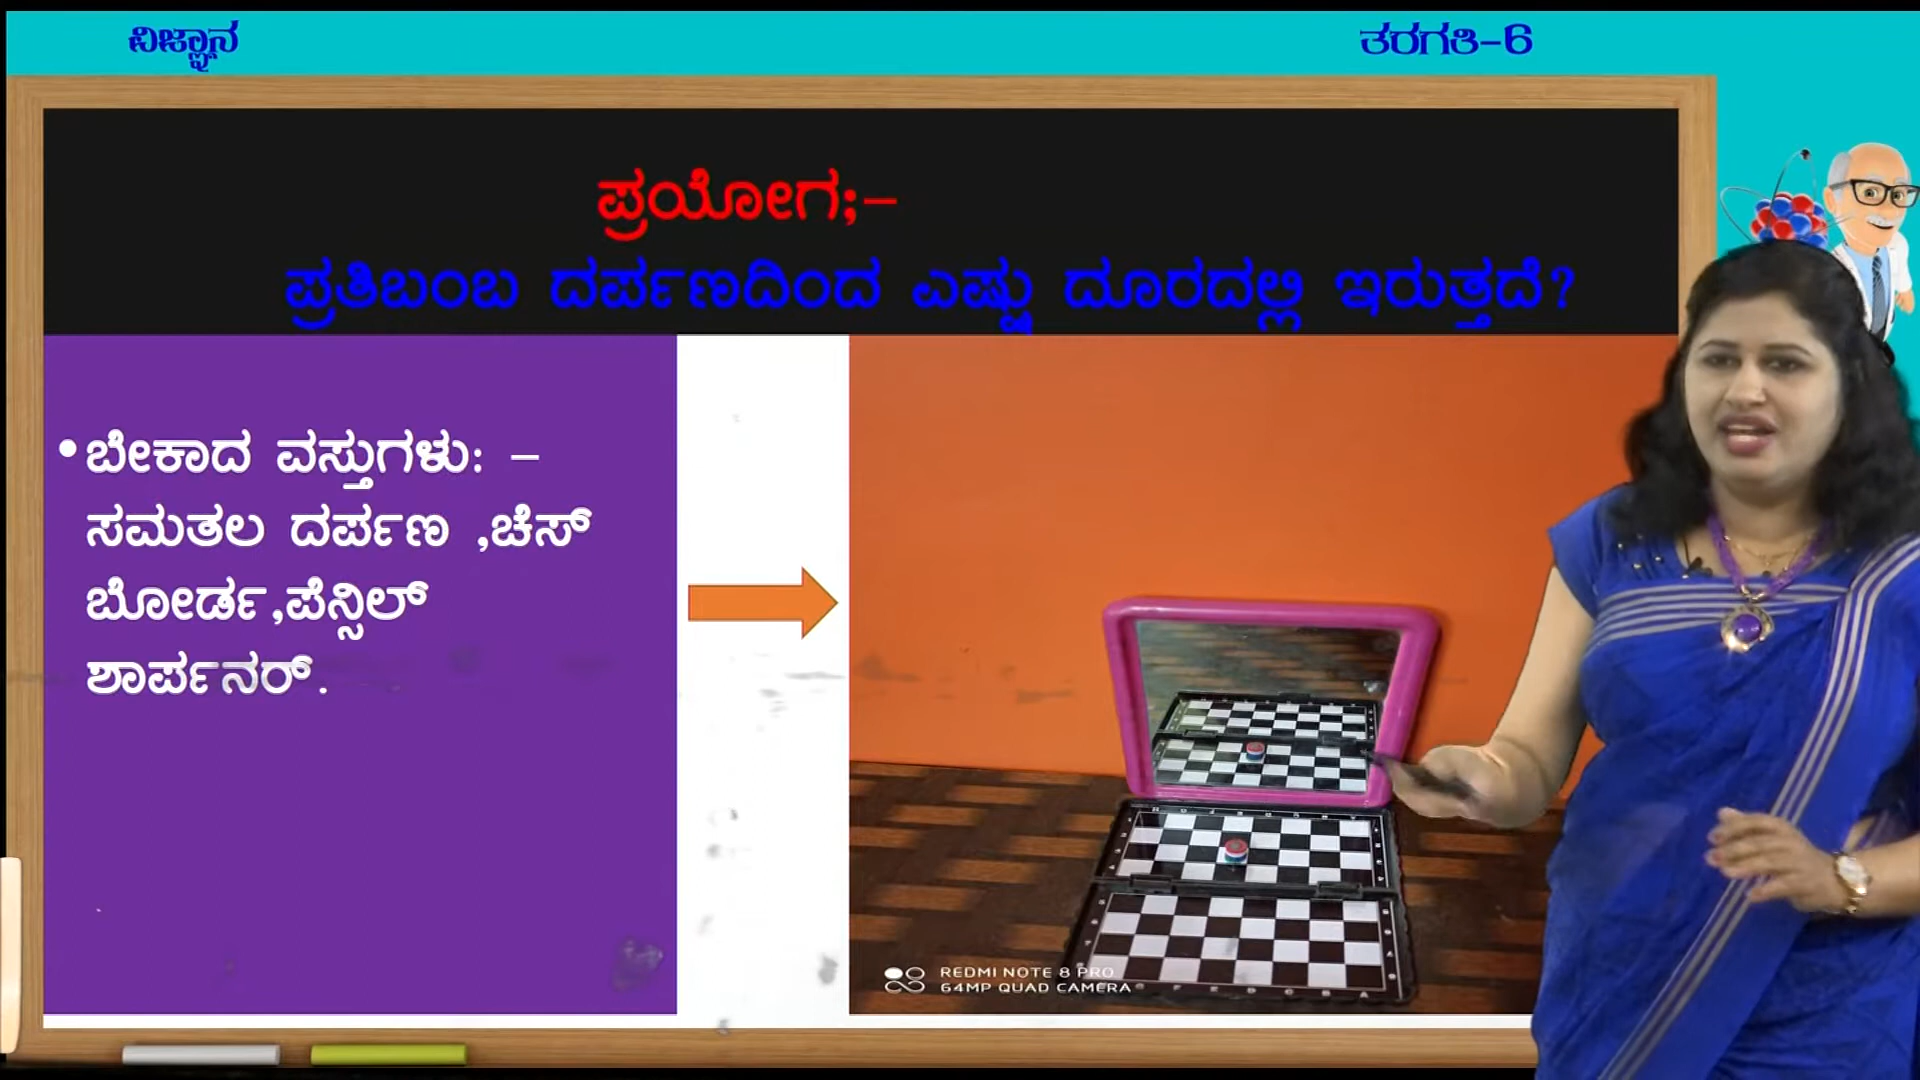 ವಿಜ್ಞಾನ
ತರಗತಿ-6
ಪ್ರಯೋಗ;–
ಪ್ರತಿಬಂಬ ದರ್ಪಣದಿಂದ ಎಷ್ಟು ದೂರದಲ್ಲಿ ಇರುತ್ತದೆ?
•ಬೇಕಾದ ವಸ್ತುಗಳು: –
ಸಮತಲ ದರ್ಪಣ ,ಚೆಸ್
ಬೋರ್ಡ,ಪೆನ್ಸಿಲ್
ಶಾರ್ಪನರ್.
REDMI NOTE 8 PRO
64MP QUAD CAMERA